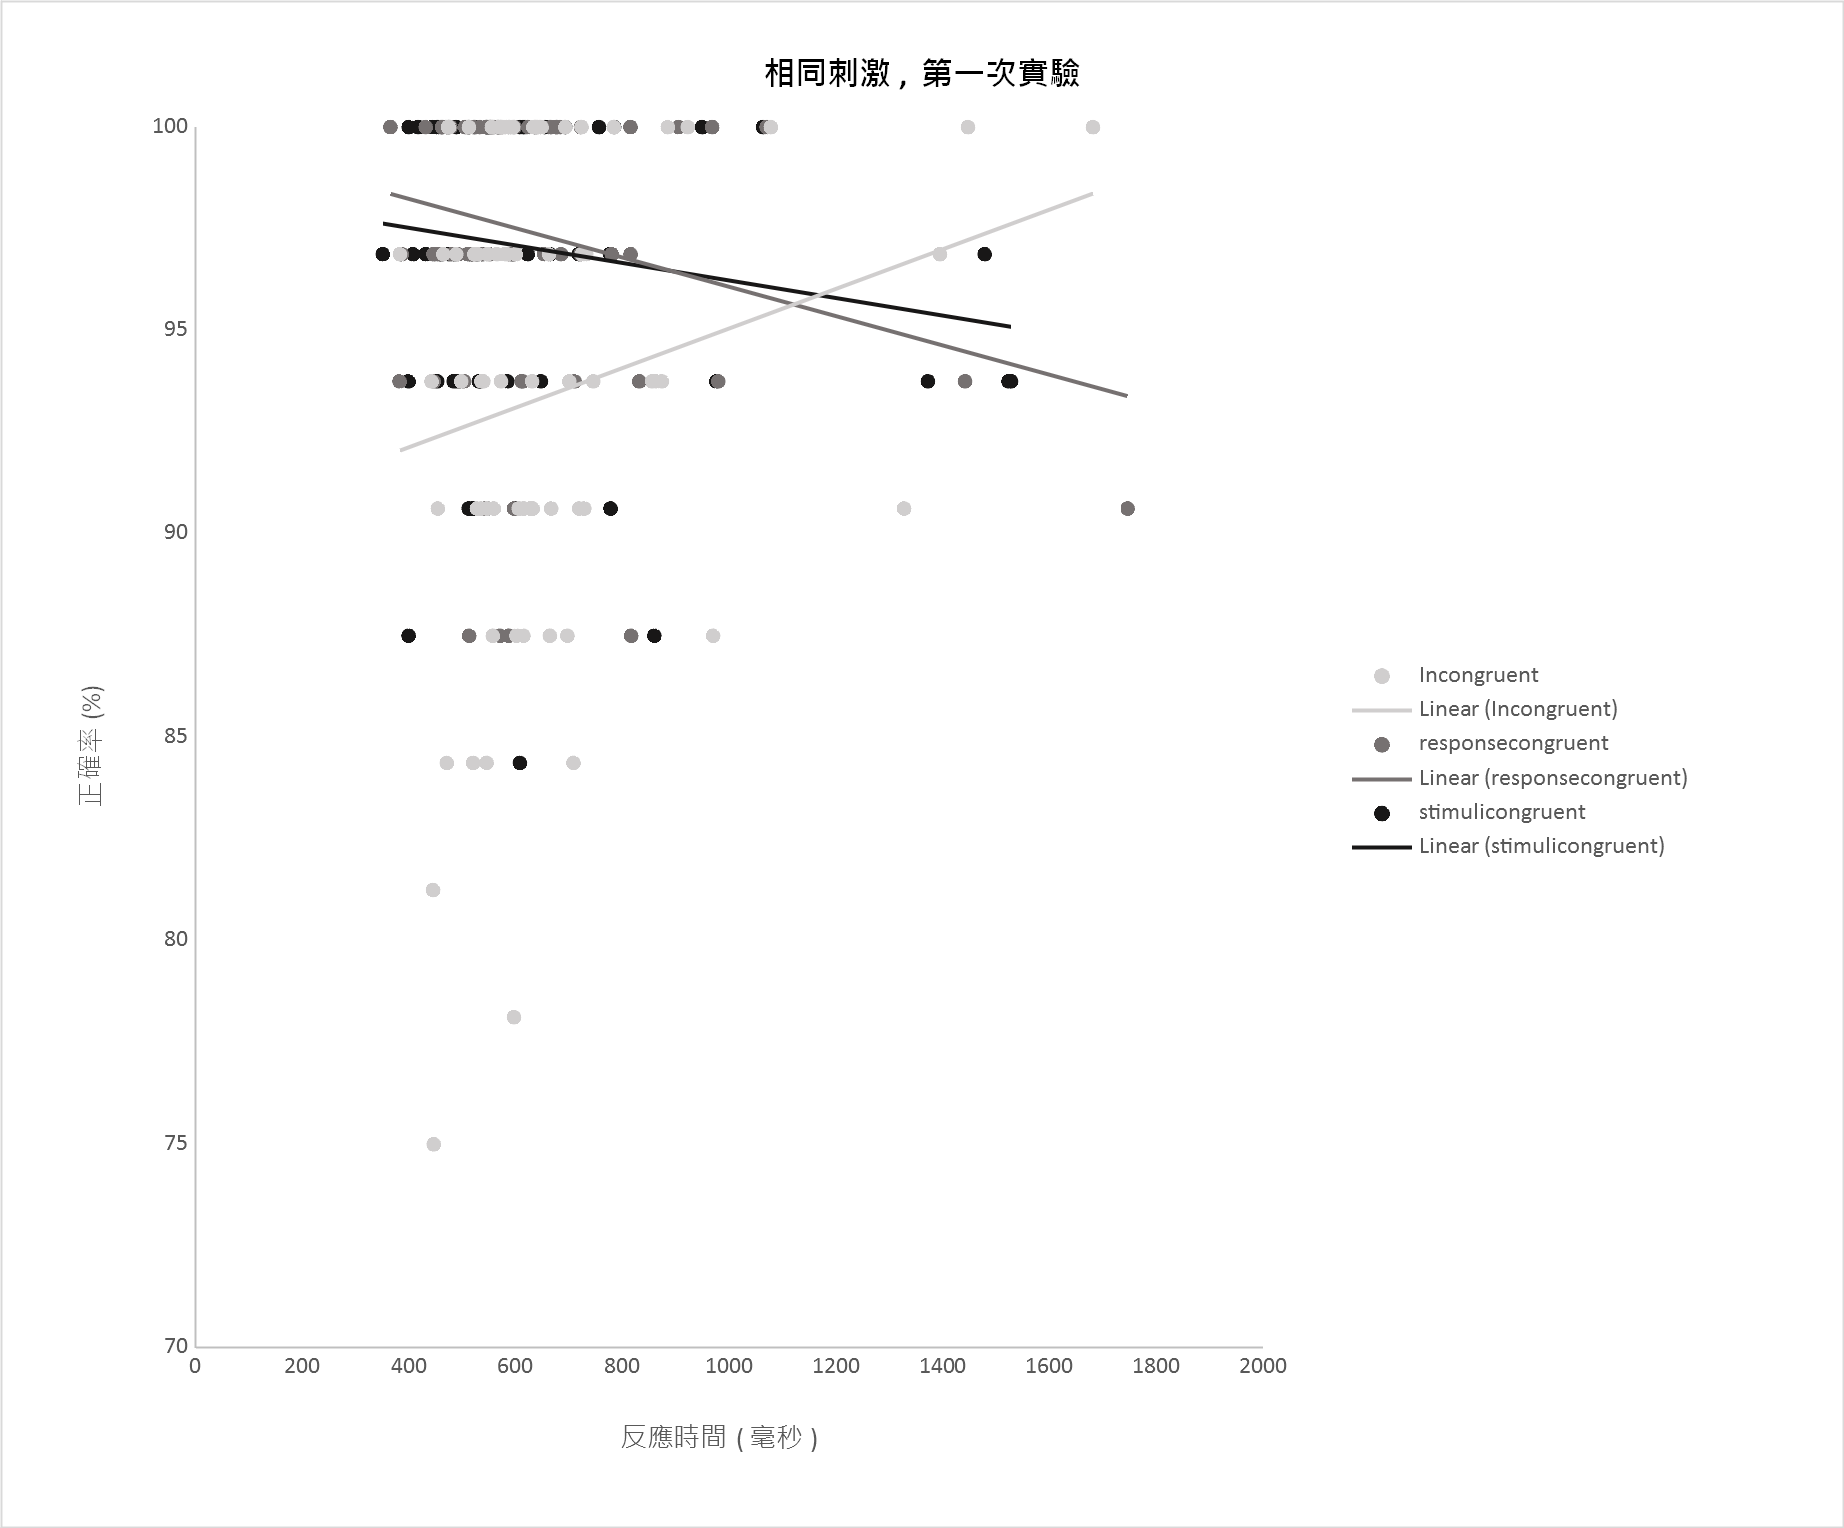 相同刺激, 第一次實驗
100
95
90
85
80
75
70
0 200 400 600 800 1000 1200 1400 1600 1800 2000
正確率 (%)
反應時間 ( 毫秒 )
Incongruent
Linear (Incongruent)
responsecongruent
Linear (responsecongruent)
stimulicongruent
Linear (stimulicongruent)